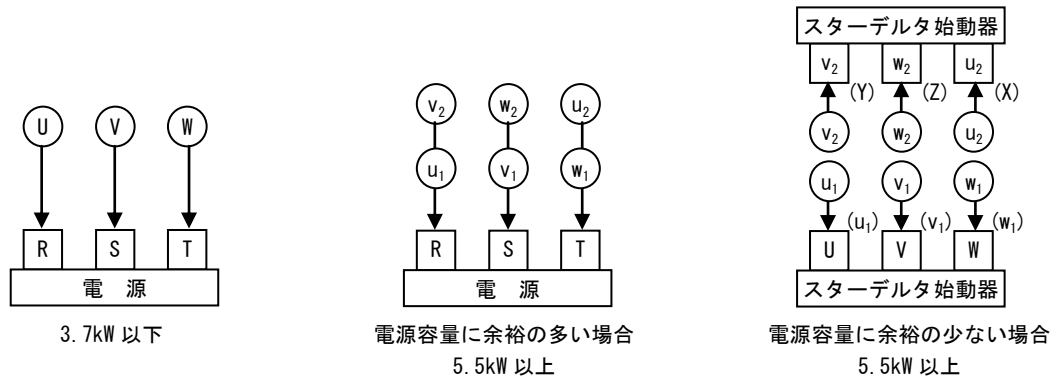 U V W
R S T
電 源
3.7kW 以下
v₂ w₂ u₂
u₁ v₁ w₁
R S T
電 源
電源容量に余裕の多い場合
5.5kW 以上
スターデルタ始動器
v₂ w₂ u₂
(Y) (Z) (X)
v₂ w₂ u₂
u₁ v₁ w₁
(u₁) (v₁) (w₁)
U V W
スターデルタ始動器
電源容量に余裕の少ない場合
5.5kW 以上